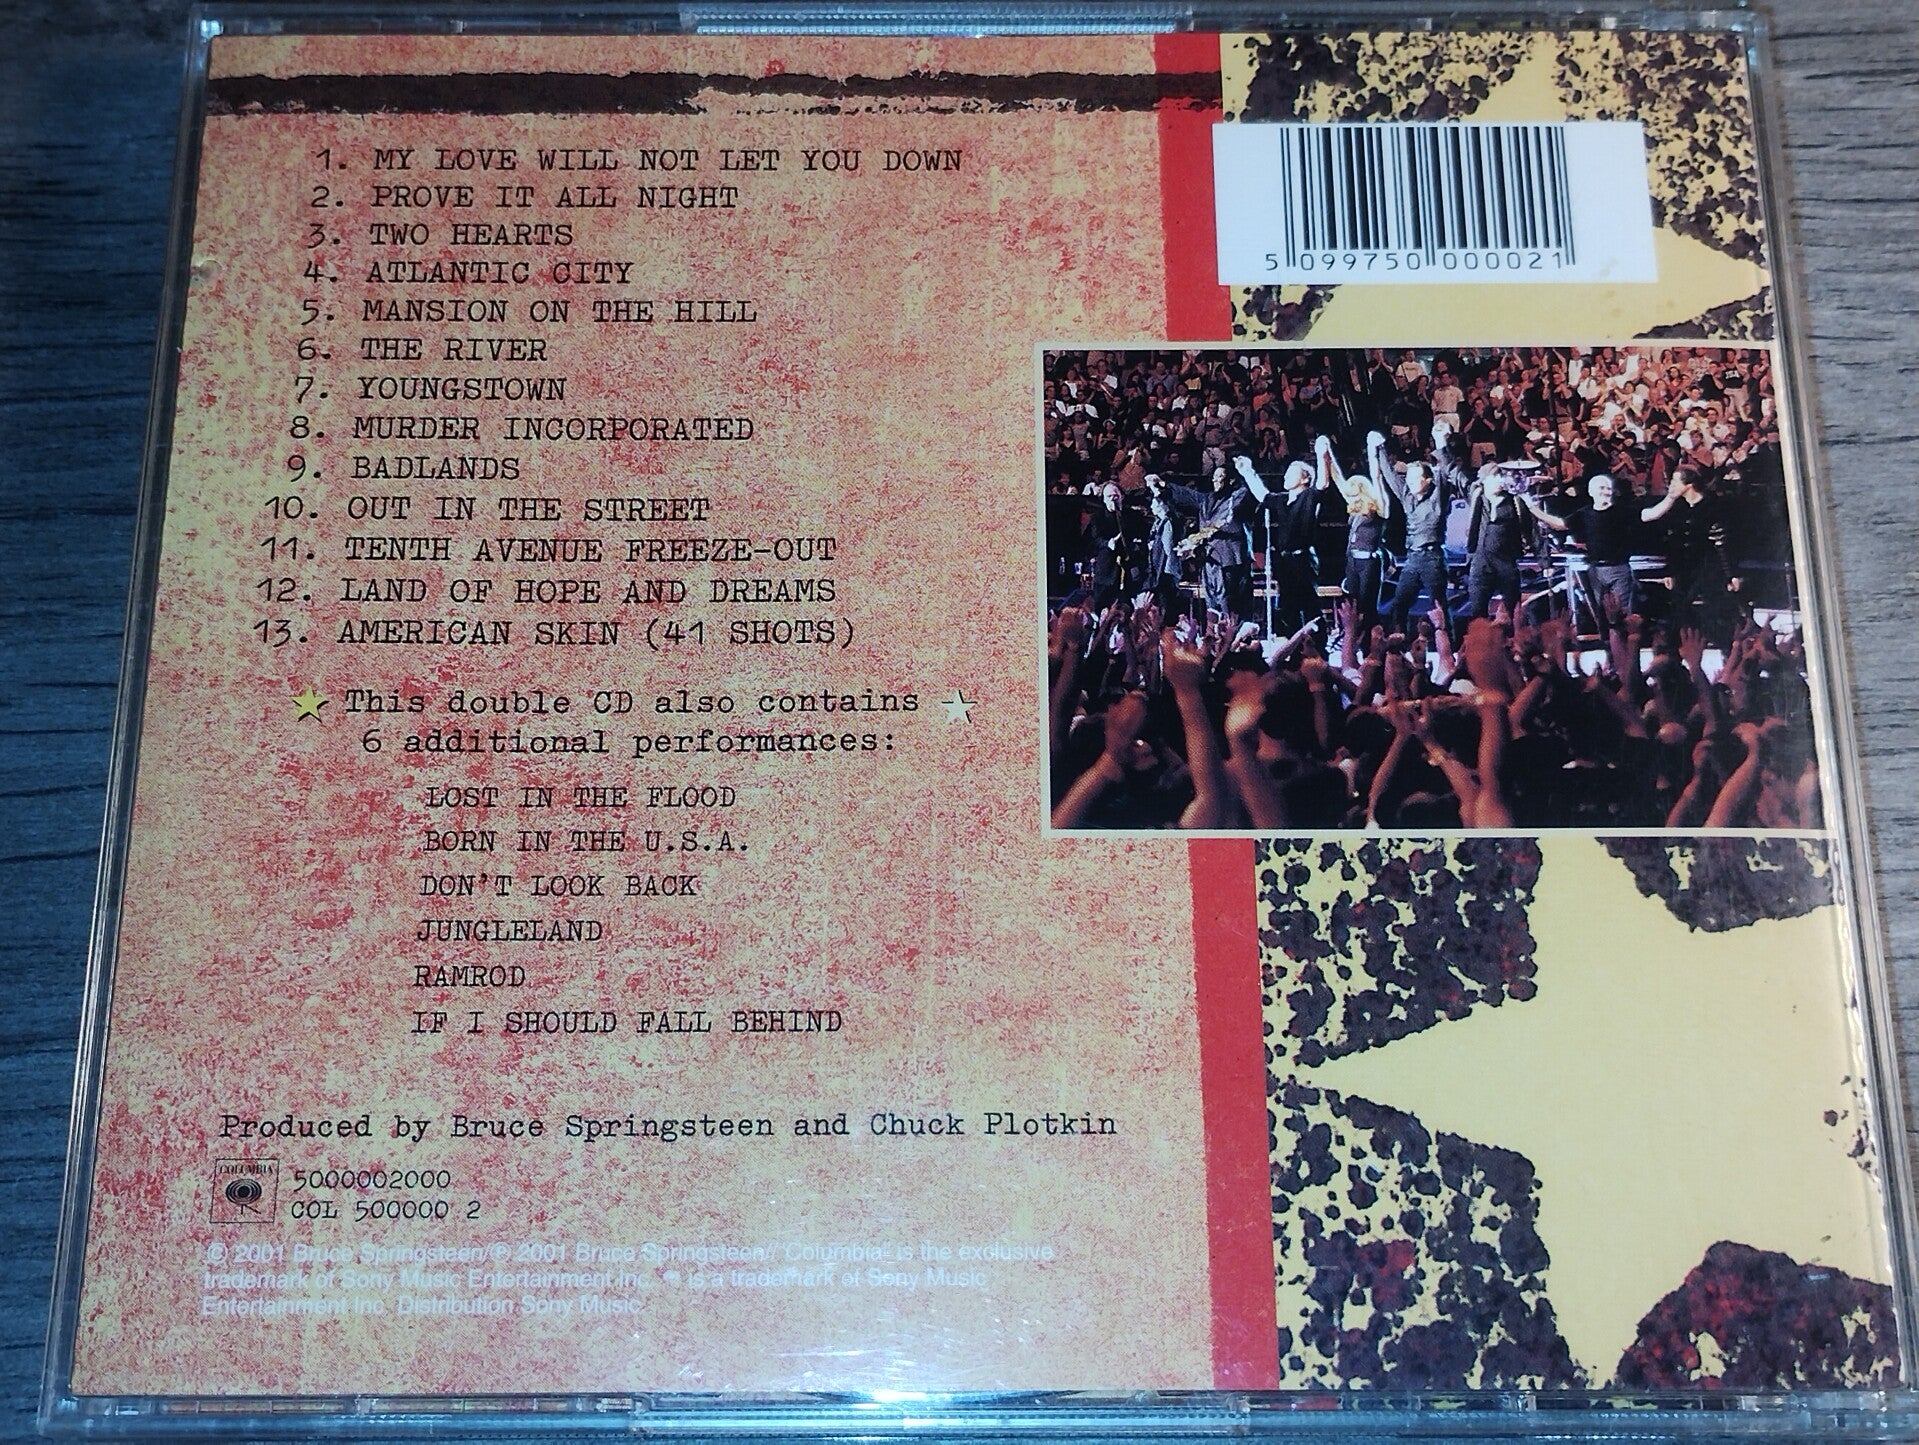 1. MY LOVE WILL NOT LET YOU DOWN
2. PROVE IT ALL NIGHT
3. TWO HEARTS
4. ATLANTIC CITY
5. MANSION ON THE HILL
6. THE RIVER
7. YOUNGSTOWN
8. MURDER INCORPORATED
9. BADLANDS
10. OUT IN THE STREET
11. TENTH AVENUE FREEZE-OUT
12. LAND OF HOPE AND DREAMS
13. AMERICAN SKIN (41 SHOTS)
This double CD also contains
6 additional performances:
LOST IN THE FLOOD
BORN IN THE U.S.A.
DON'T LOOK BACK
JUNGLELAND
RAMROD
IF I SHOULD FALL BEHIND
Produced by Bruce Springsteen and Chuck Plotkin
COLUMBIA
5000002000
COL 500000 2
© 2001 Bruce Springsteen/℗ 2001 Bruce Springsteen/"Columbia" is the exclusive
trademark of Sony Music Entertainment Inc. is a trademark of Sony Music
Entertainment Inc. Distribution Sony Music
5 099750 000021